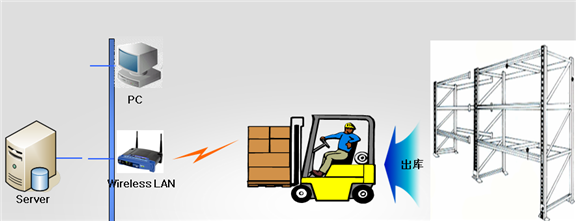 PC
出库
Wireless LAN
Server